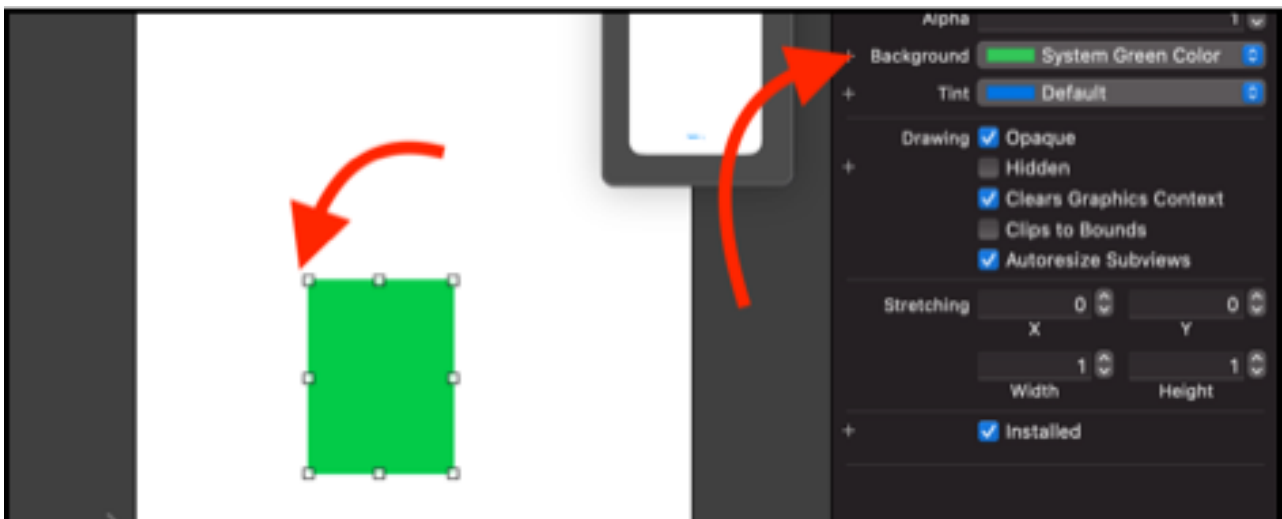 Alpha 1
+ Background System Green Color
+ Tint Default
Drawing Opaque
+ Hidden
Clears Graphics Context
Clips to Bounds
Autoresize Subviews
Stretching 0 0
X Y
1 1
Width Height
+ Installed